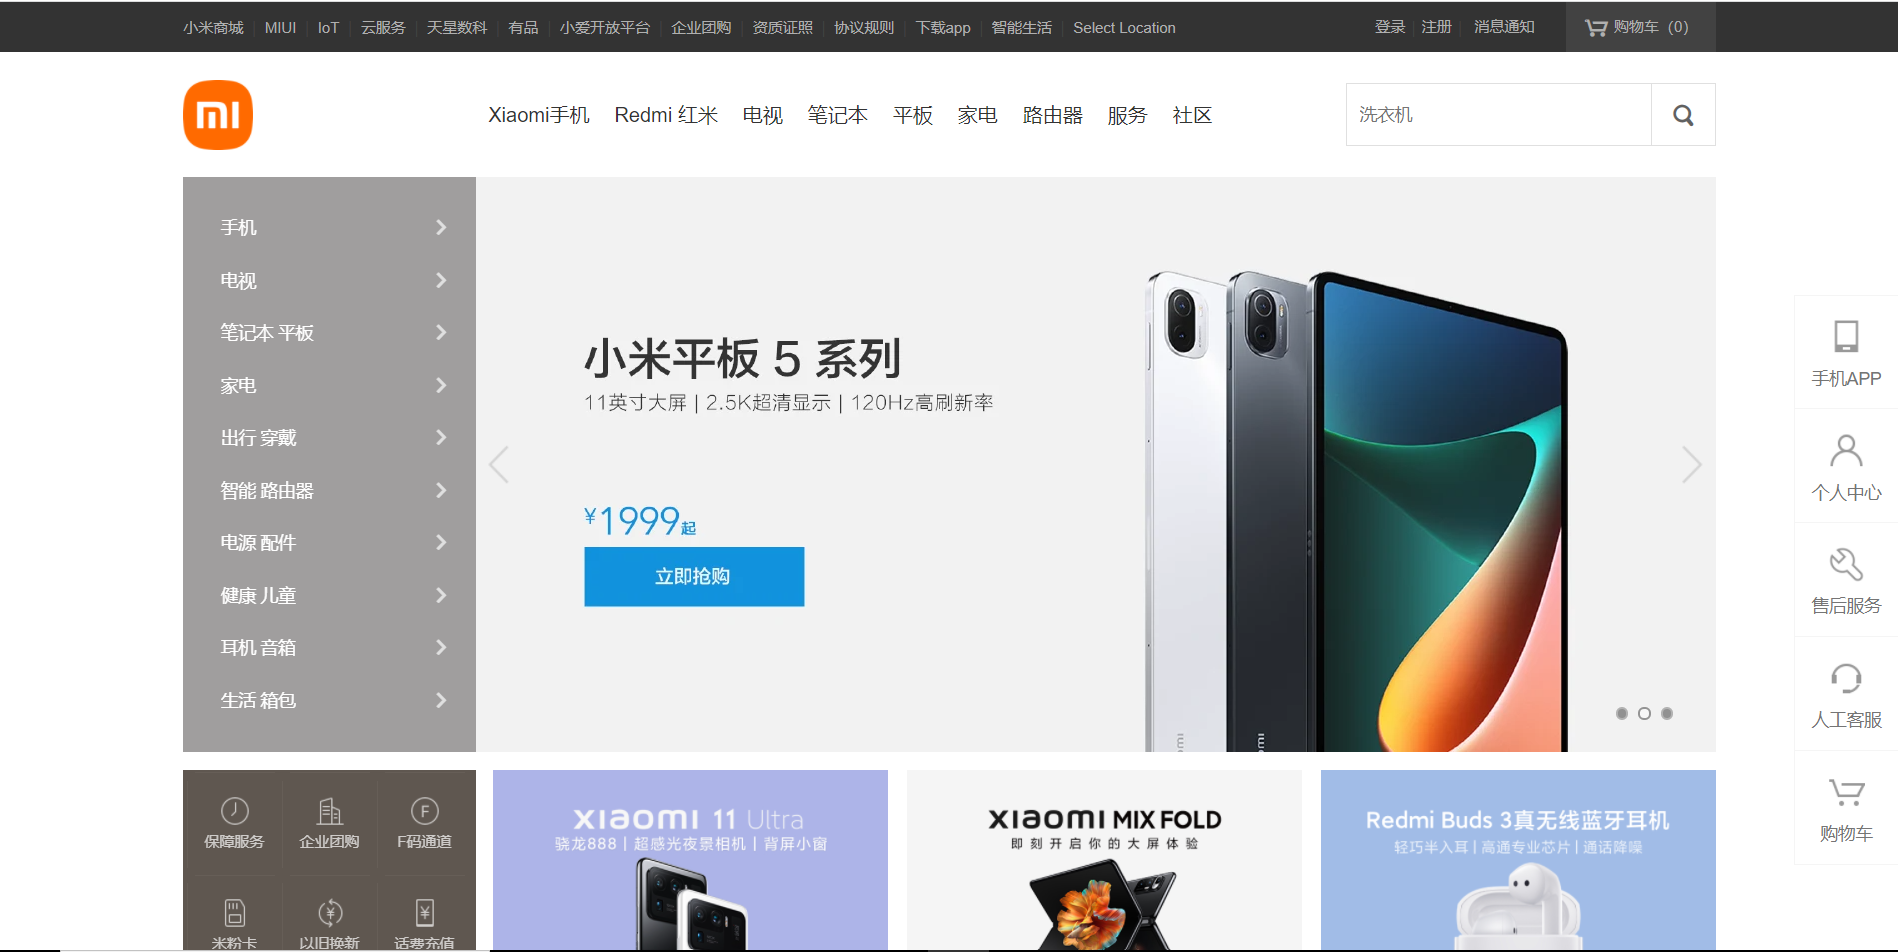 小米商城 MIUI IoT 云服务 天星数科 有品 小爱开放平台 企业团购 资质证照 协议规则 下载app 智能生活 Select Location 登录 注册 消息通知 购物车（0）
mi Xiaomi手机 Redmi 红米 电视 笔记本 平板 家电 路由器 服务 社区 洗衣机
手机
电视
笔记本 平板
家电
出行 穿戴
智能 路由器
电源 配件
健康 儿童
耳机 音箱
生活 箱包
小米平板 5 系列
11英寸大屏 | 2.5K超清显示 | 120Hz高刷新率
¥1999起
立即抢购
mi mi
手机APP
个人中心
售后服务
人工客服
购物车
保障服务 企业团购 F码通道
米粉卡 以旧换新 话费充值
xiaomi 11 Ultra
骁龙888 | 超感光夜景相机 | 背屏小窗
xiaomi MIX FOLD
即刻开启你的大屏体验
Redmi Buds 3真无线蓝牙耳机
轻巧半入耳 | 高通专业芯片 | 通话降噪